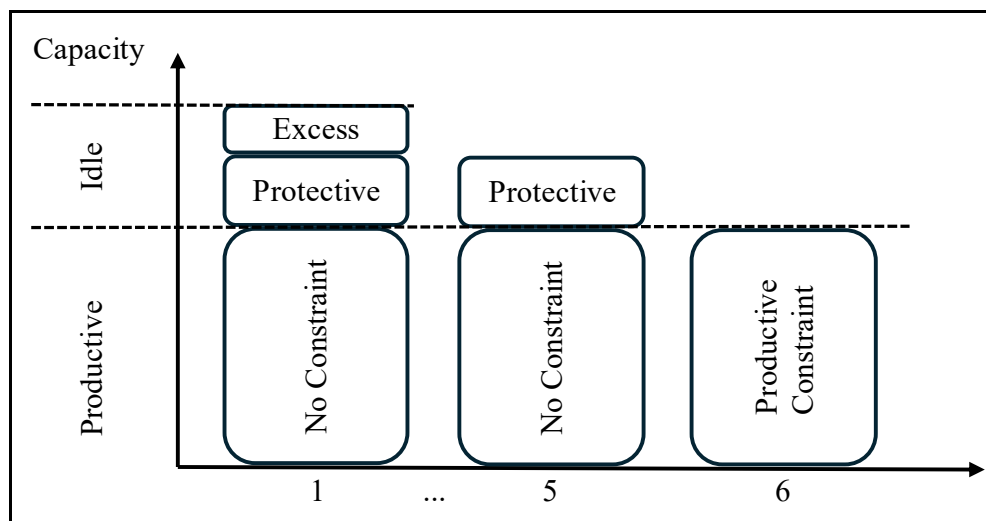 Capacity
Excess
Idle
Protective
Protective
Productive
No Constraint
No Constraint
Productive
Constraint
1
...
5
6